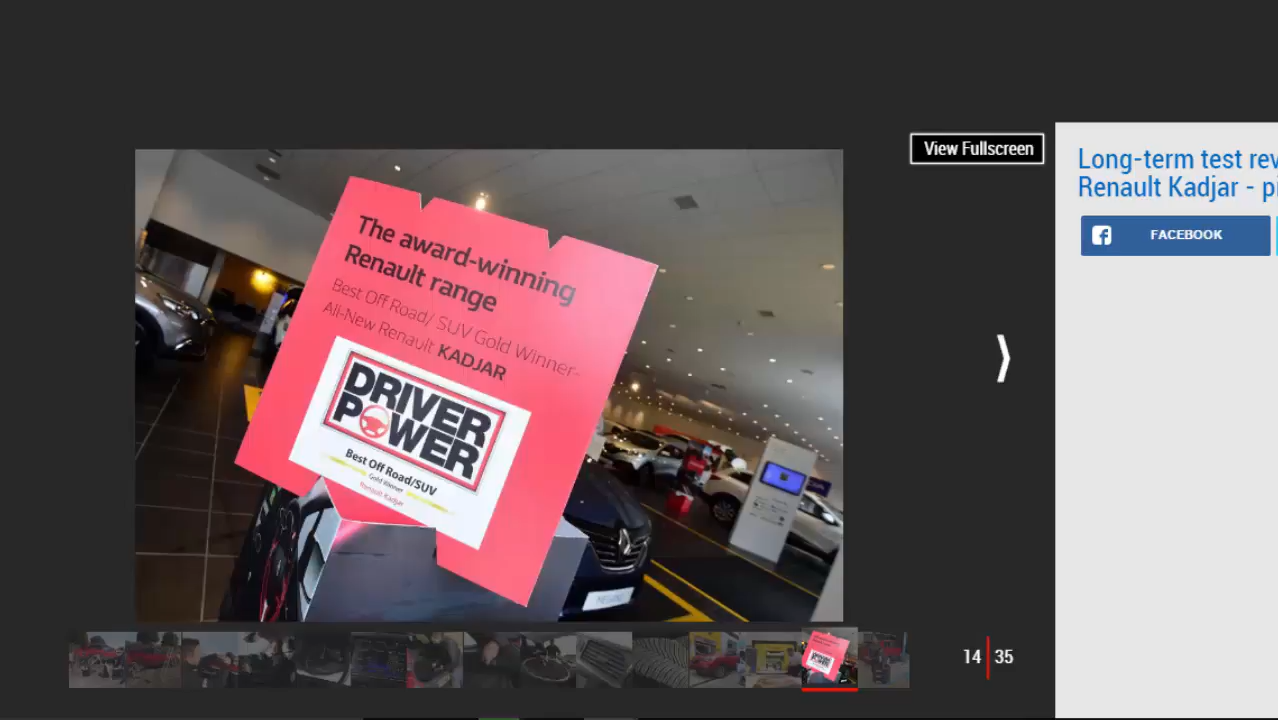 View Fullscreen
Long-term test rev
Renault Kadjar - pi
FACEBOOK
The award-winning
Renault range
Best Off Road/ SUV Gold Winner-
All-New Renault KADJAR
DRIVER
POWER
Best Off Road/SUV
Gold Winner
Renault Kadjar
MEGANE
14 35